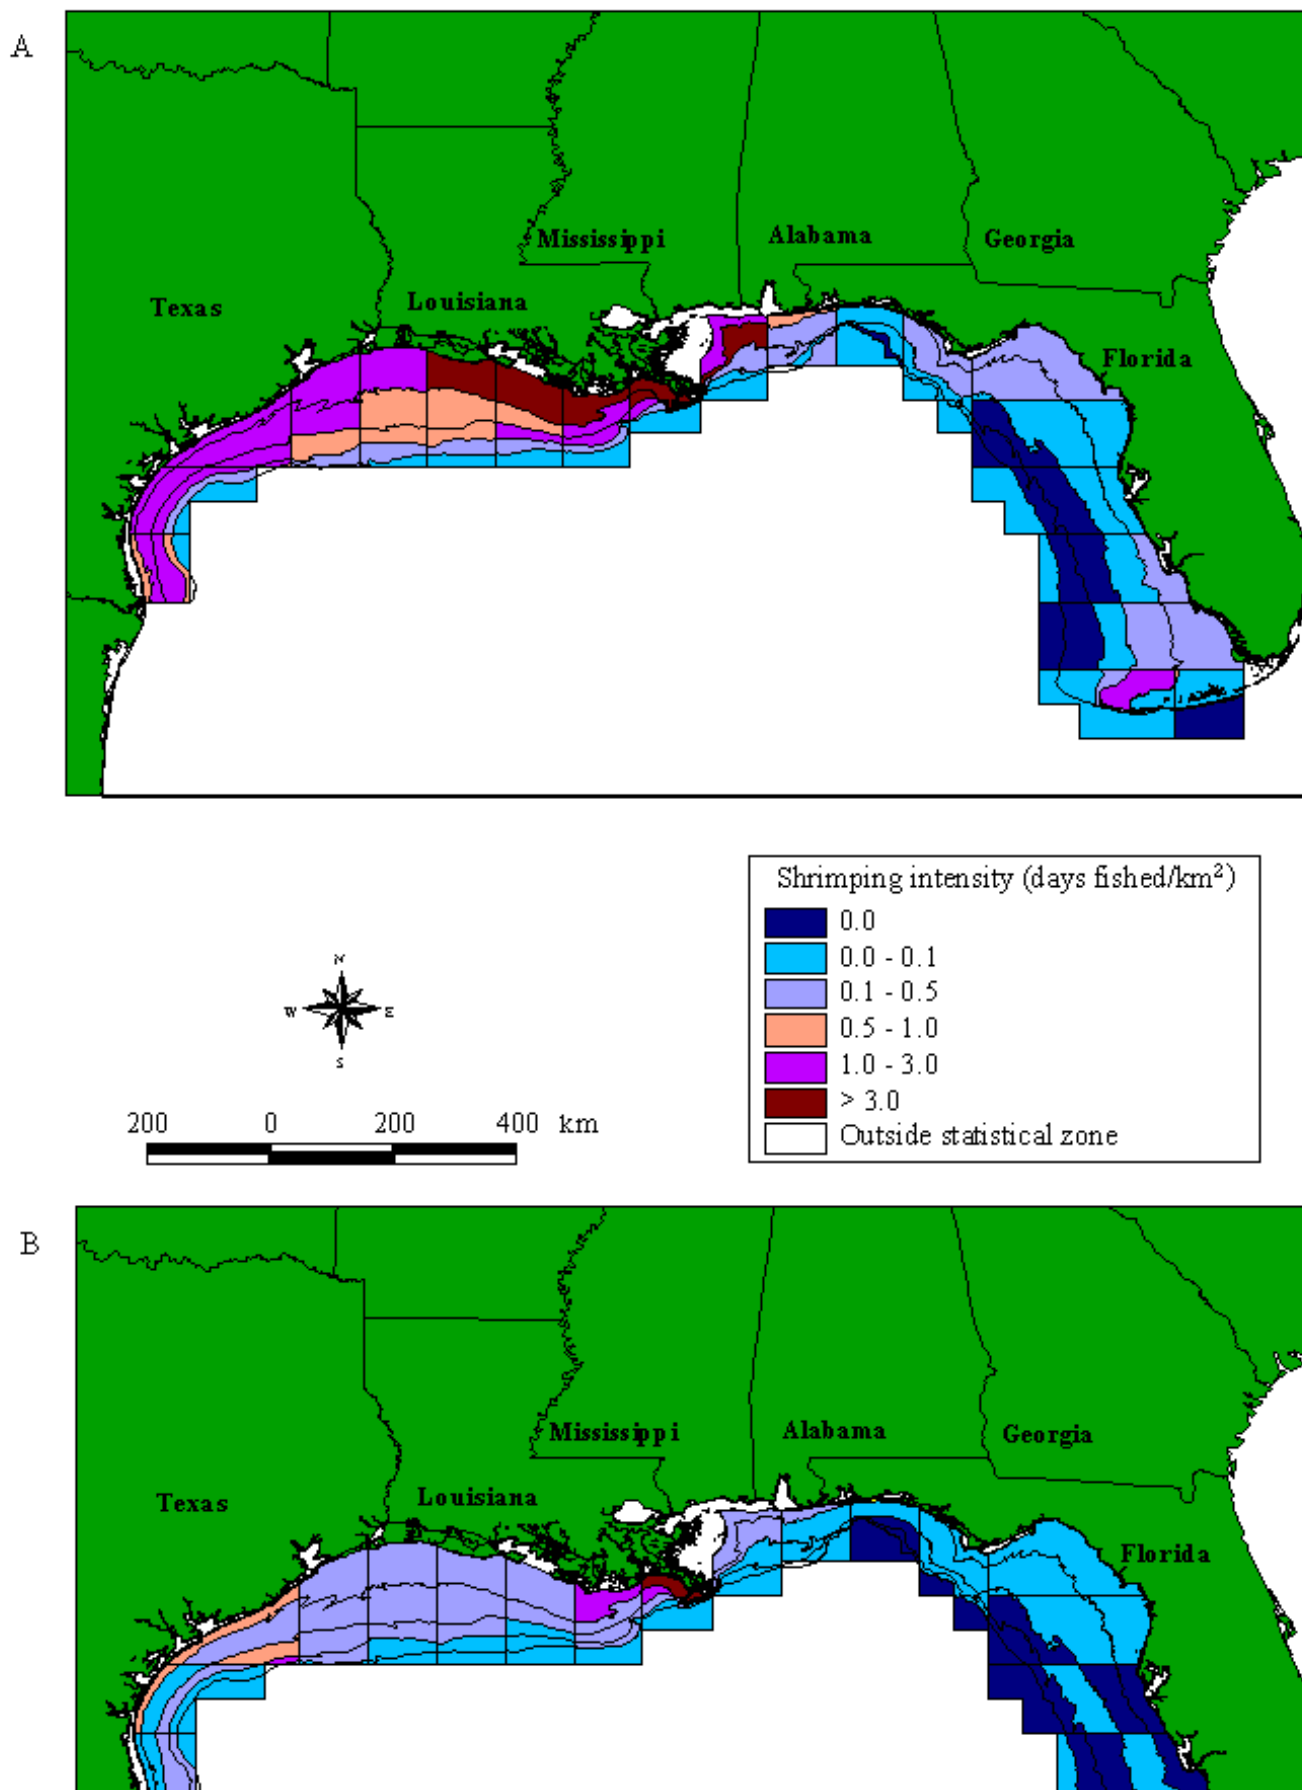 A
Mississippi
Alabama
Georgia
Texas
Louisiana
Florida
Shrimping intensity (days fished/km²)
0.0
0.0 - 0.1
0.1 - 0.5
0.5 - 1.0
1.0 - 3.0
> 3.0
Outside statistical zone
N
W E
S
200 0 200 400 km
B
Mississippi
Alabama
Georgia
Texas
Louisiana
Florida